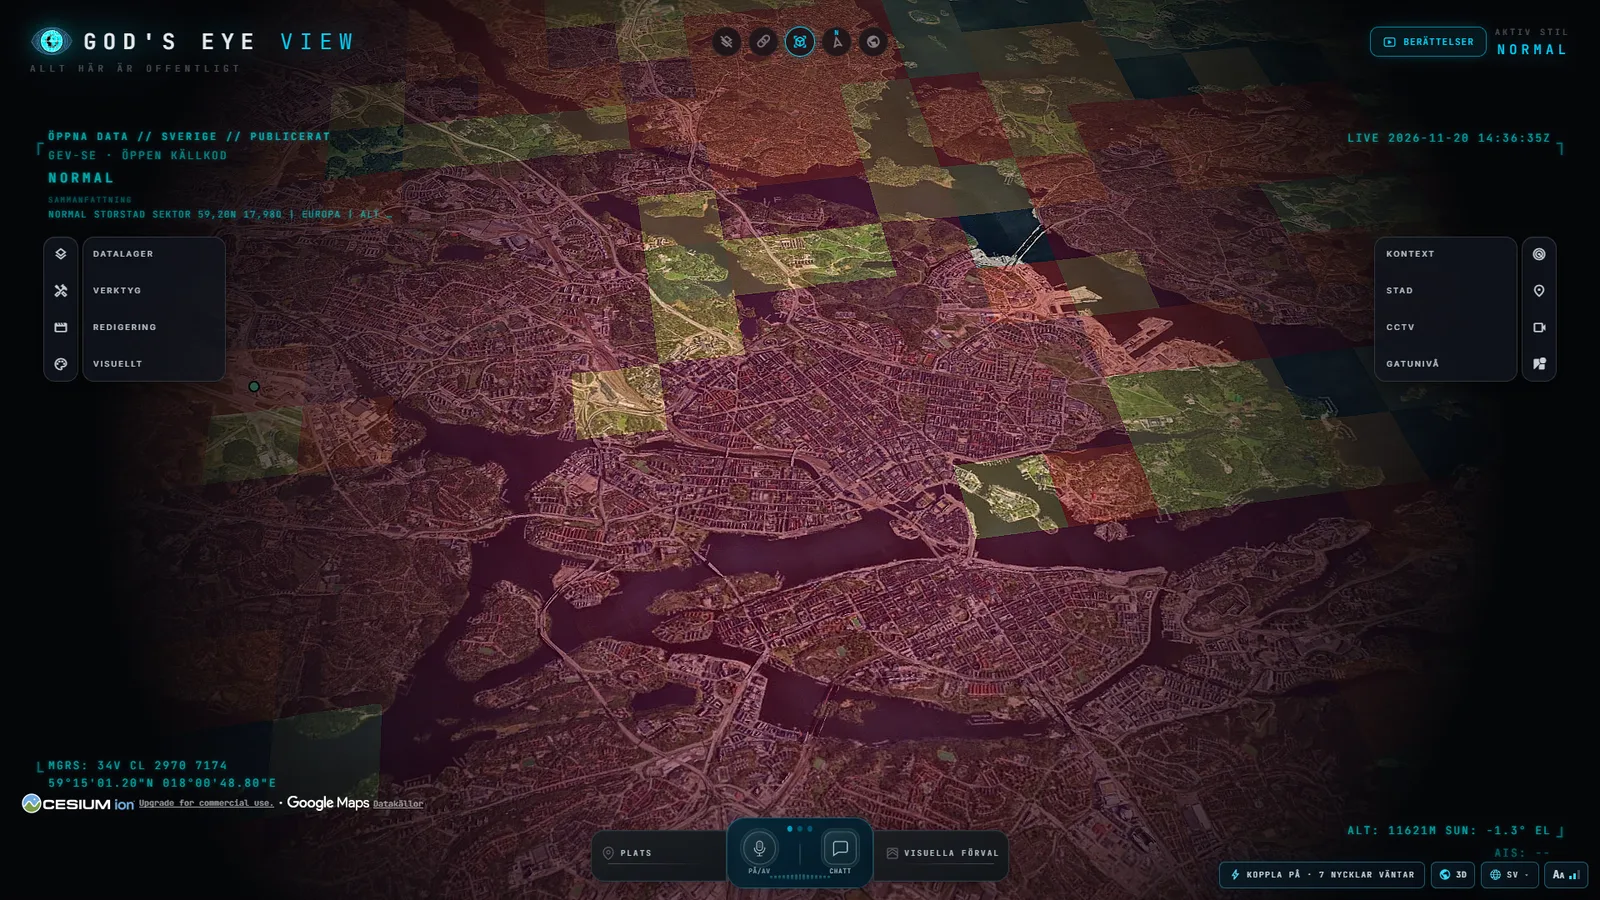 GOD'S EYE VIEW
ALLT HÄR ÄR OFFENTLIGT
N
BERÄTTELSER
AKTIV STIL
NORMAL
ÖPPNA DATA // SVERIGE // PUBLICERAT
GEV-SE · ÖPPEN KÄLLKOD
NORMAL
SAMMANFATTNING
NORMAL STORSTAD SEKTOR 59,20N 17,98O | EUROPA | ALT …
LIVE 2026-11-20 14:36:35Z
DATALAGER
VERKTYG
REDIGERING
VISUELLT
KONTEXT
STAD
CCTV
GATUNIVÅ
MGRS: 34V CL 2970 7174
59°15'01.20"N 018°00'48.80"E
CESIUM ion Upgrade for commercial use. · Google Maps Datakällor
PLATS
PÅ/AV
CHATT
VISUELLA FÖRVAL
ALT: 11621M SUN: -1.3° EL
AIS: --
KOPPLA PÅ · 7 NYCKLAR VÄNTAR
3D
SV ·
AA